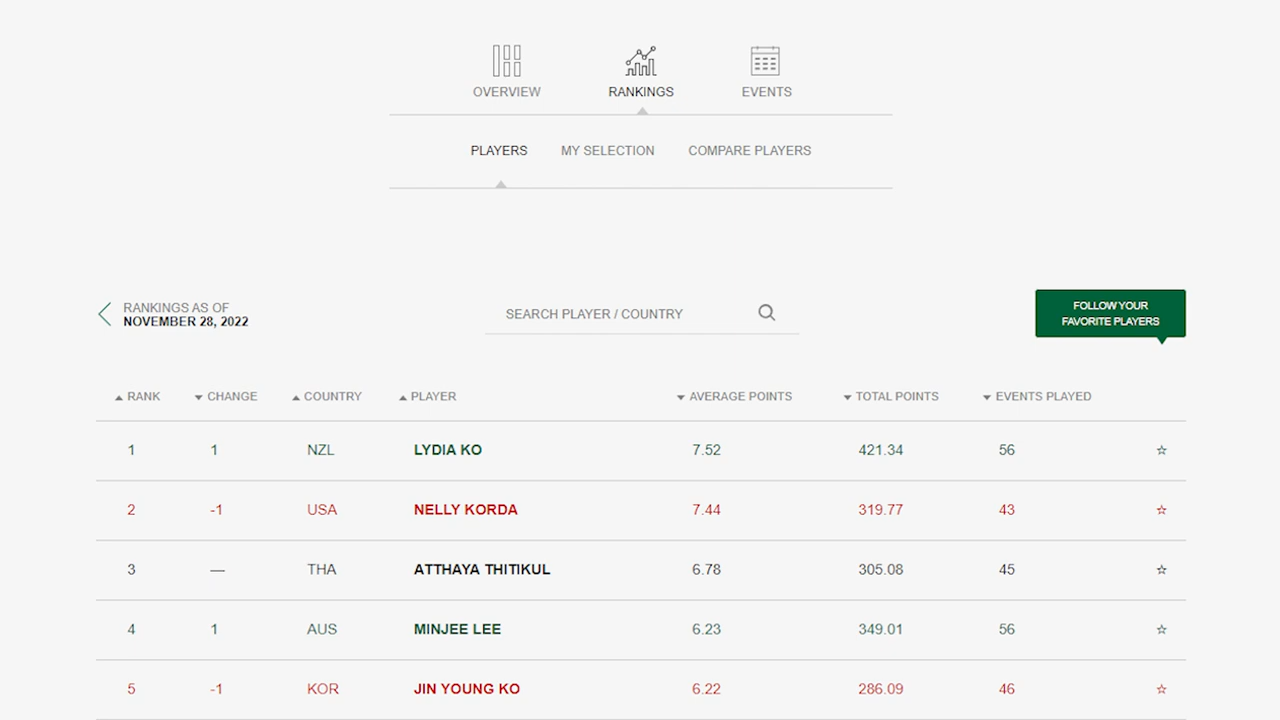 OVERVIEW RANKINGS EVENTS
PLAYERS MY SELECTION COMPARE PLAYERS
RANKINGS AS OF
NOVEMBER 28, 2022
SEARCH PLAYER / COUNTRY
FOLLOW YOUR
FAVORITE PLAYERS
RANK CHANGE COUNTRY PLAYER AVERAGE POINTS TOTAL POINTS EVENTS PLAYED
1 1 NZL LYDIA KO 7.52 421.34 56
2 -1 USA NELLY KORDA 7.44 319.77 43
3 — THA ATTHAYA THITIKUL 6.78 305.08 45
4 1 AUS MINJEE LEE 6.23 349.01 56
5 -1 KOR JIN YOUNG KO 6.22 286.09 46